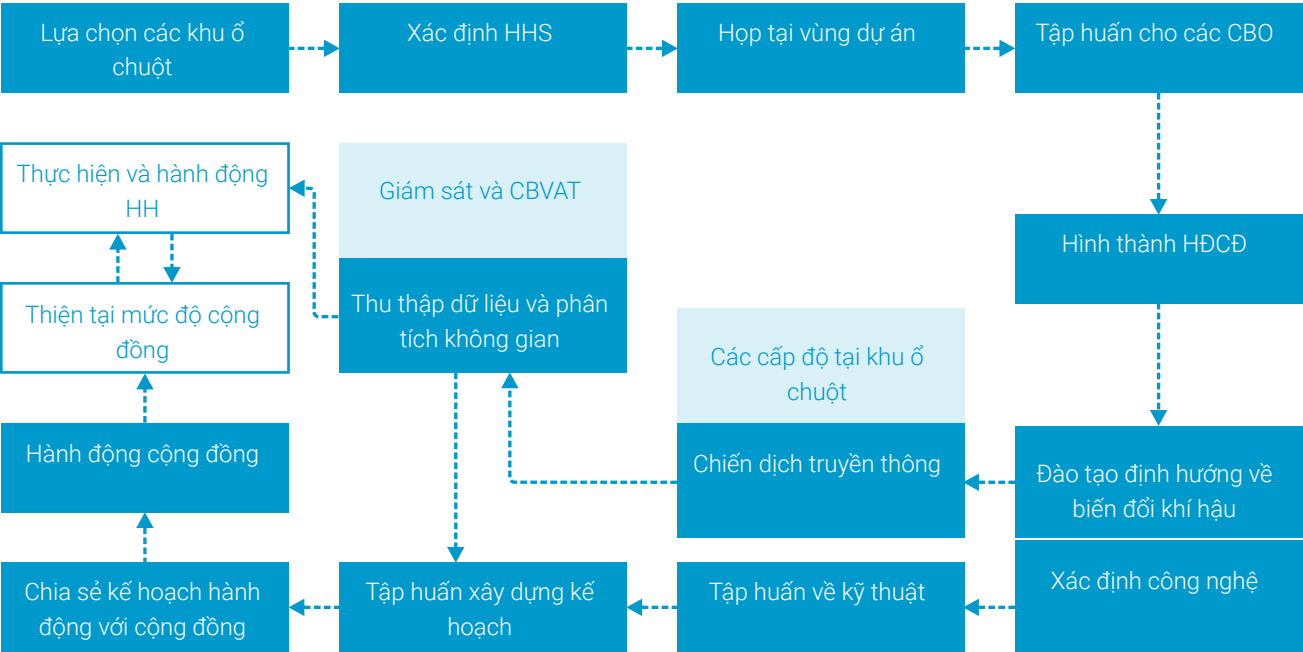 Lựa chọn các khu ổ
chuột
Xác định HHS
Họp tại vùng dự án
Tập huấn cho các CBO
Thực hiện và hành động
HH
Giám sát và CBVAT
Hình thành HĐCĐ
Thiện tại mức độ cộng
đồng
Thu thập dữ liệu và phân
tích không gian
Các cấp độ tại khu ổ
chuột
Hành động cộng đồng
Chiến dịch truyền thông
Đào tạo định hướng về
biến đổi khí hậu
Chia sẻ kế hoạch hành
động với cộng đồng
Tập huấn xây dựng kế
hoạch
Tập huấn về kỹ thuật
Xác định công nghệ